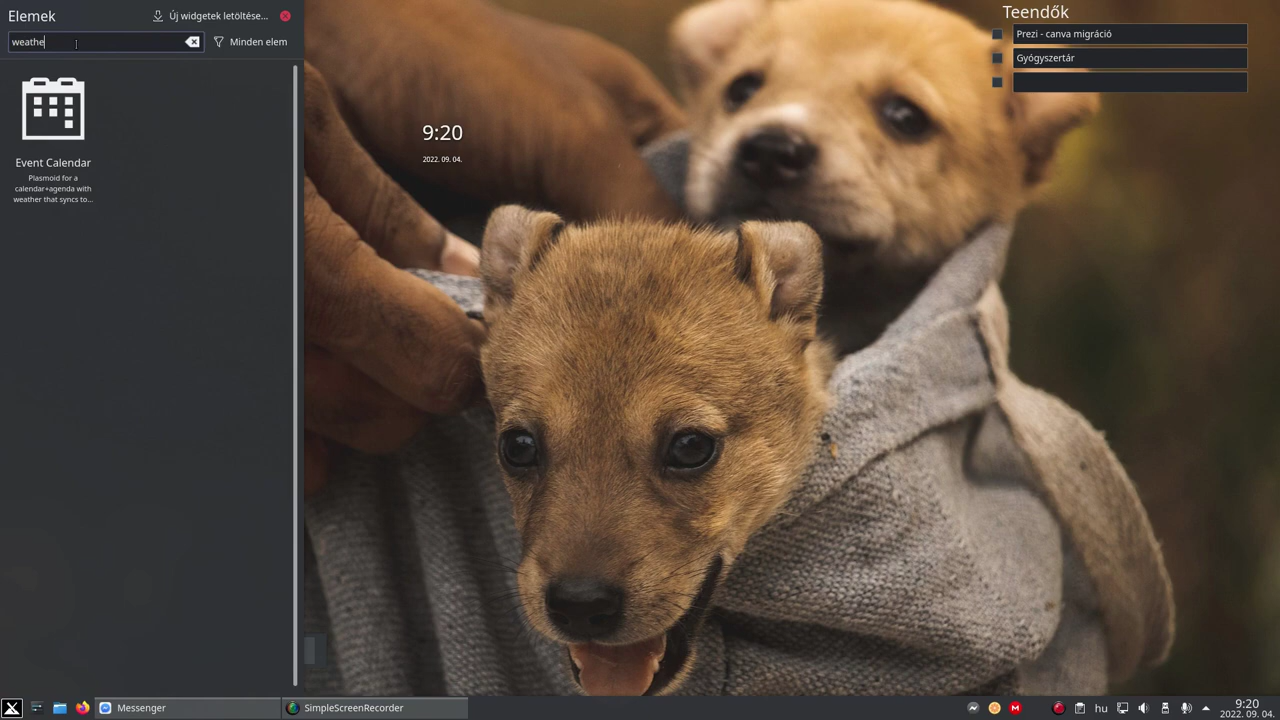 Elemek
Új widgetek letöltése...
weathe
Minden elem
Event Calendar
Plasmoid for a
calendar+agenda with
weather that syncs to...
9:20
2022. 09. 04.
Teendők
Prezi - canva migráció
Gyógyszertár
Messenger
SimpleScreenRecorder
hu
9:20
2022. 09. 04.